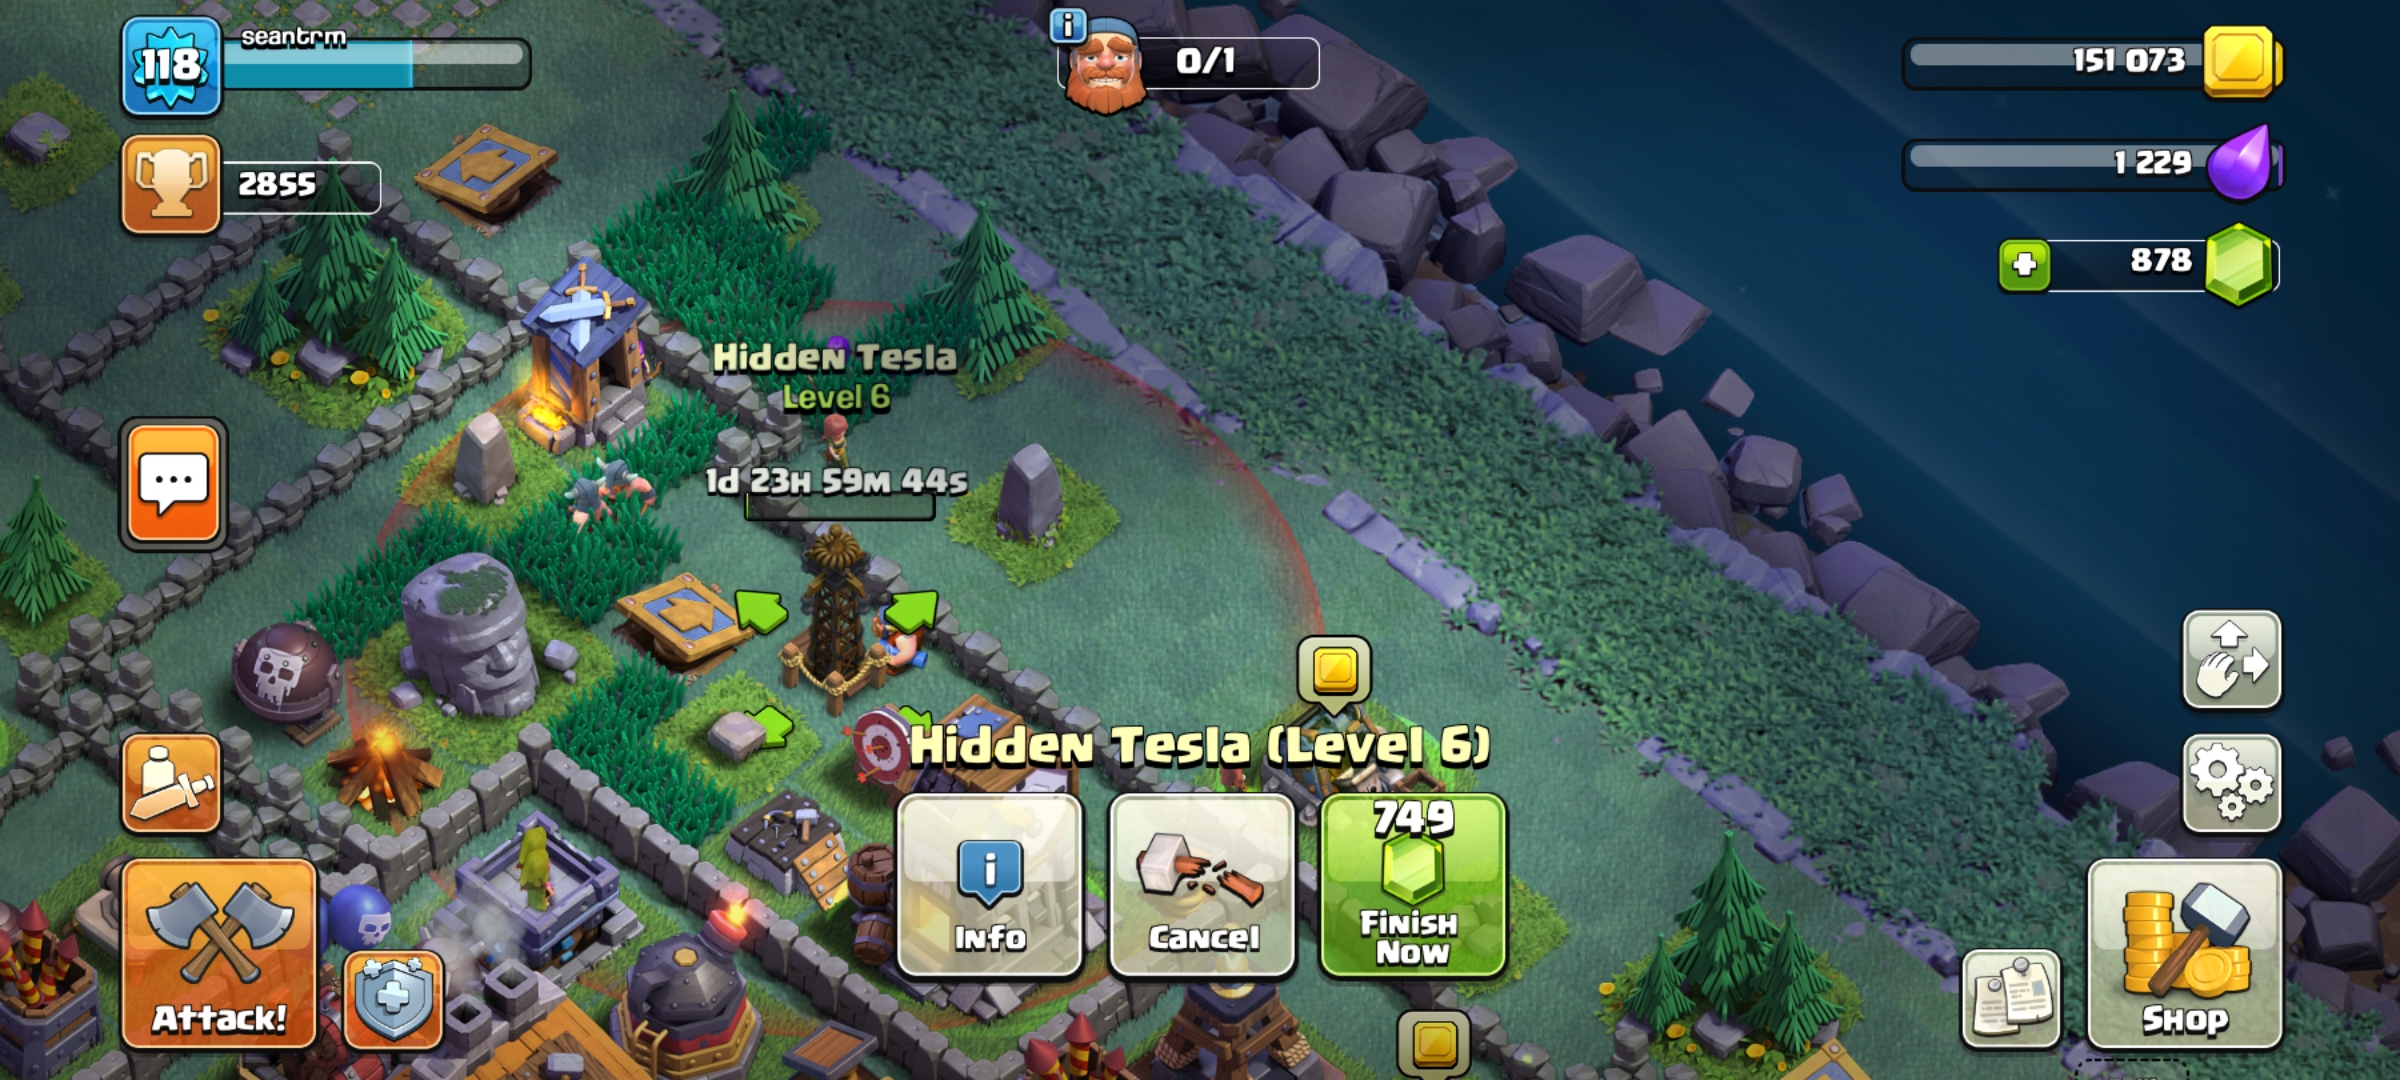 118
seantrm
0/1
151 073
2855
1 229
878
Hidden Tesla
Level 6
1d 23H 59M 44s
Hidden Tesla (Level 6)
Info
Cancel
749
Finish
Now
Attack!
Shop